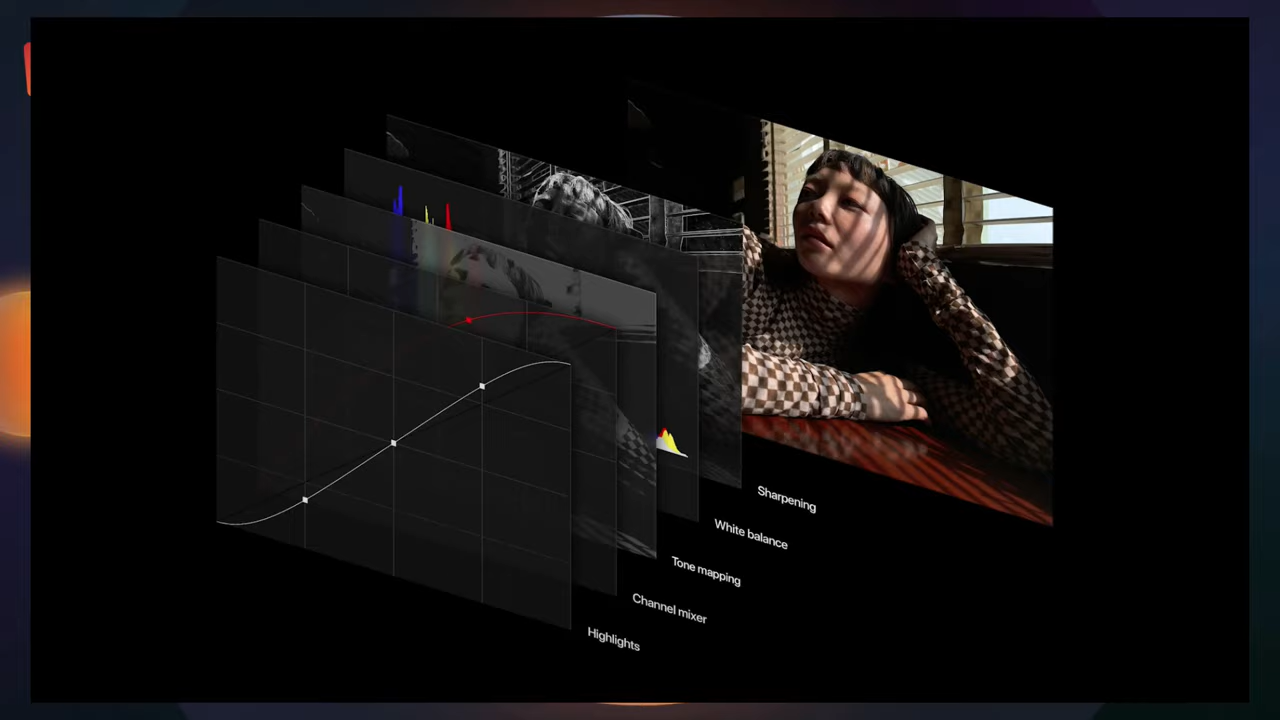 Sharpening
White balance
Tone mapping
Channel mixer
Highlights